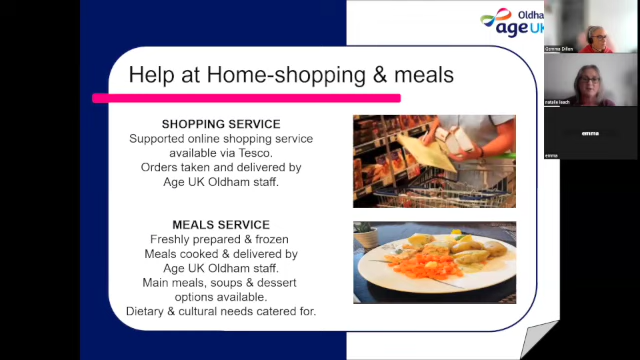 Oldham
age UK
Help at Home-shopping & meals
SHOPPING SERVICE
Supported online shopping service
available via Tesco.
Orders taken and delivered by
Age UK Oldham staff.
MEALS SERVICE
Freshly prepared & frozen
Meals cooked & delivered by
Age UK Oldham staff.
Main meals, soups & dessert
options available.
Dietary & cultural needs catered for.
natalie leach
emma
emma